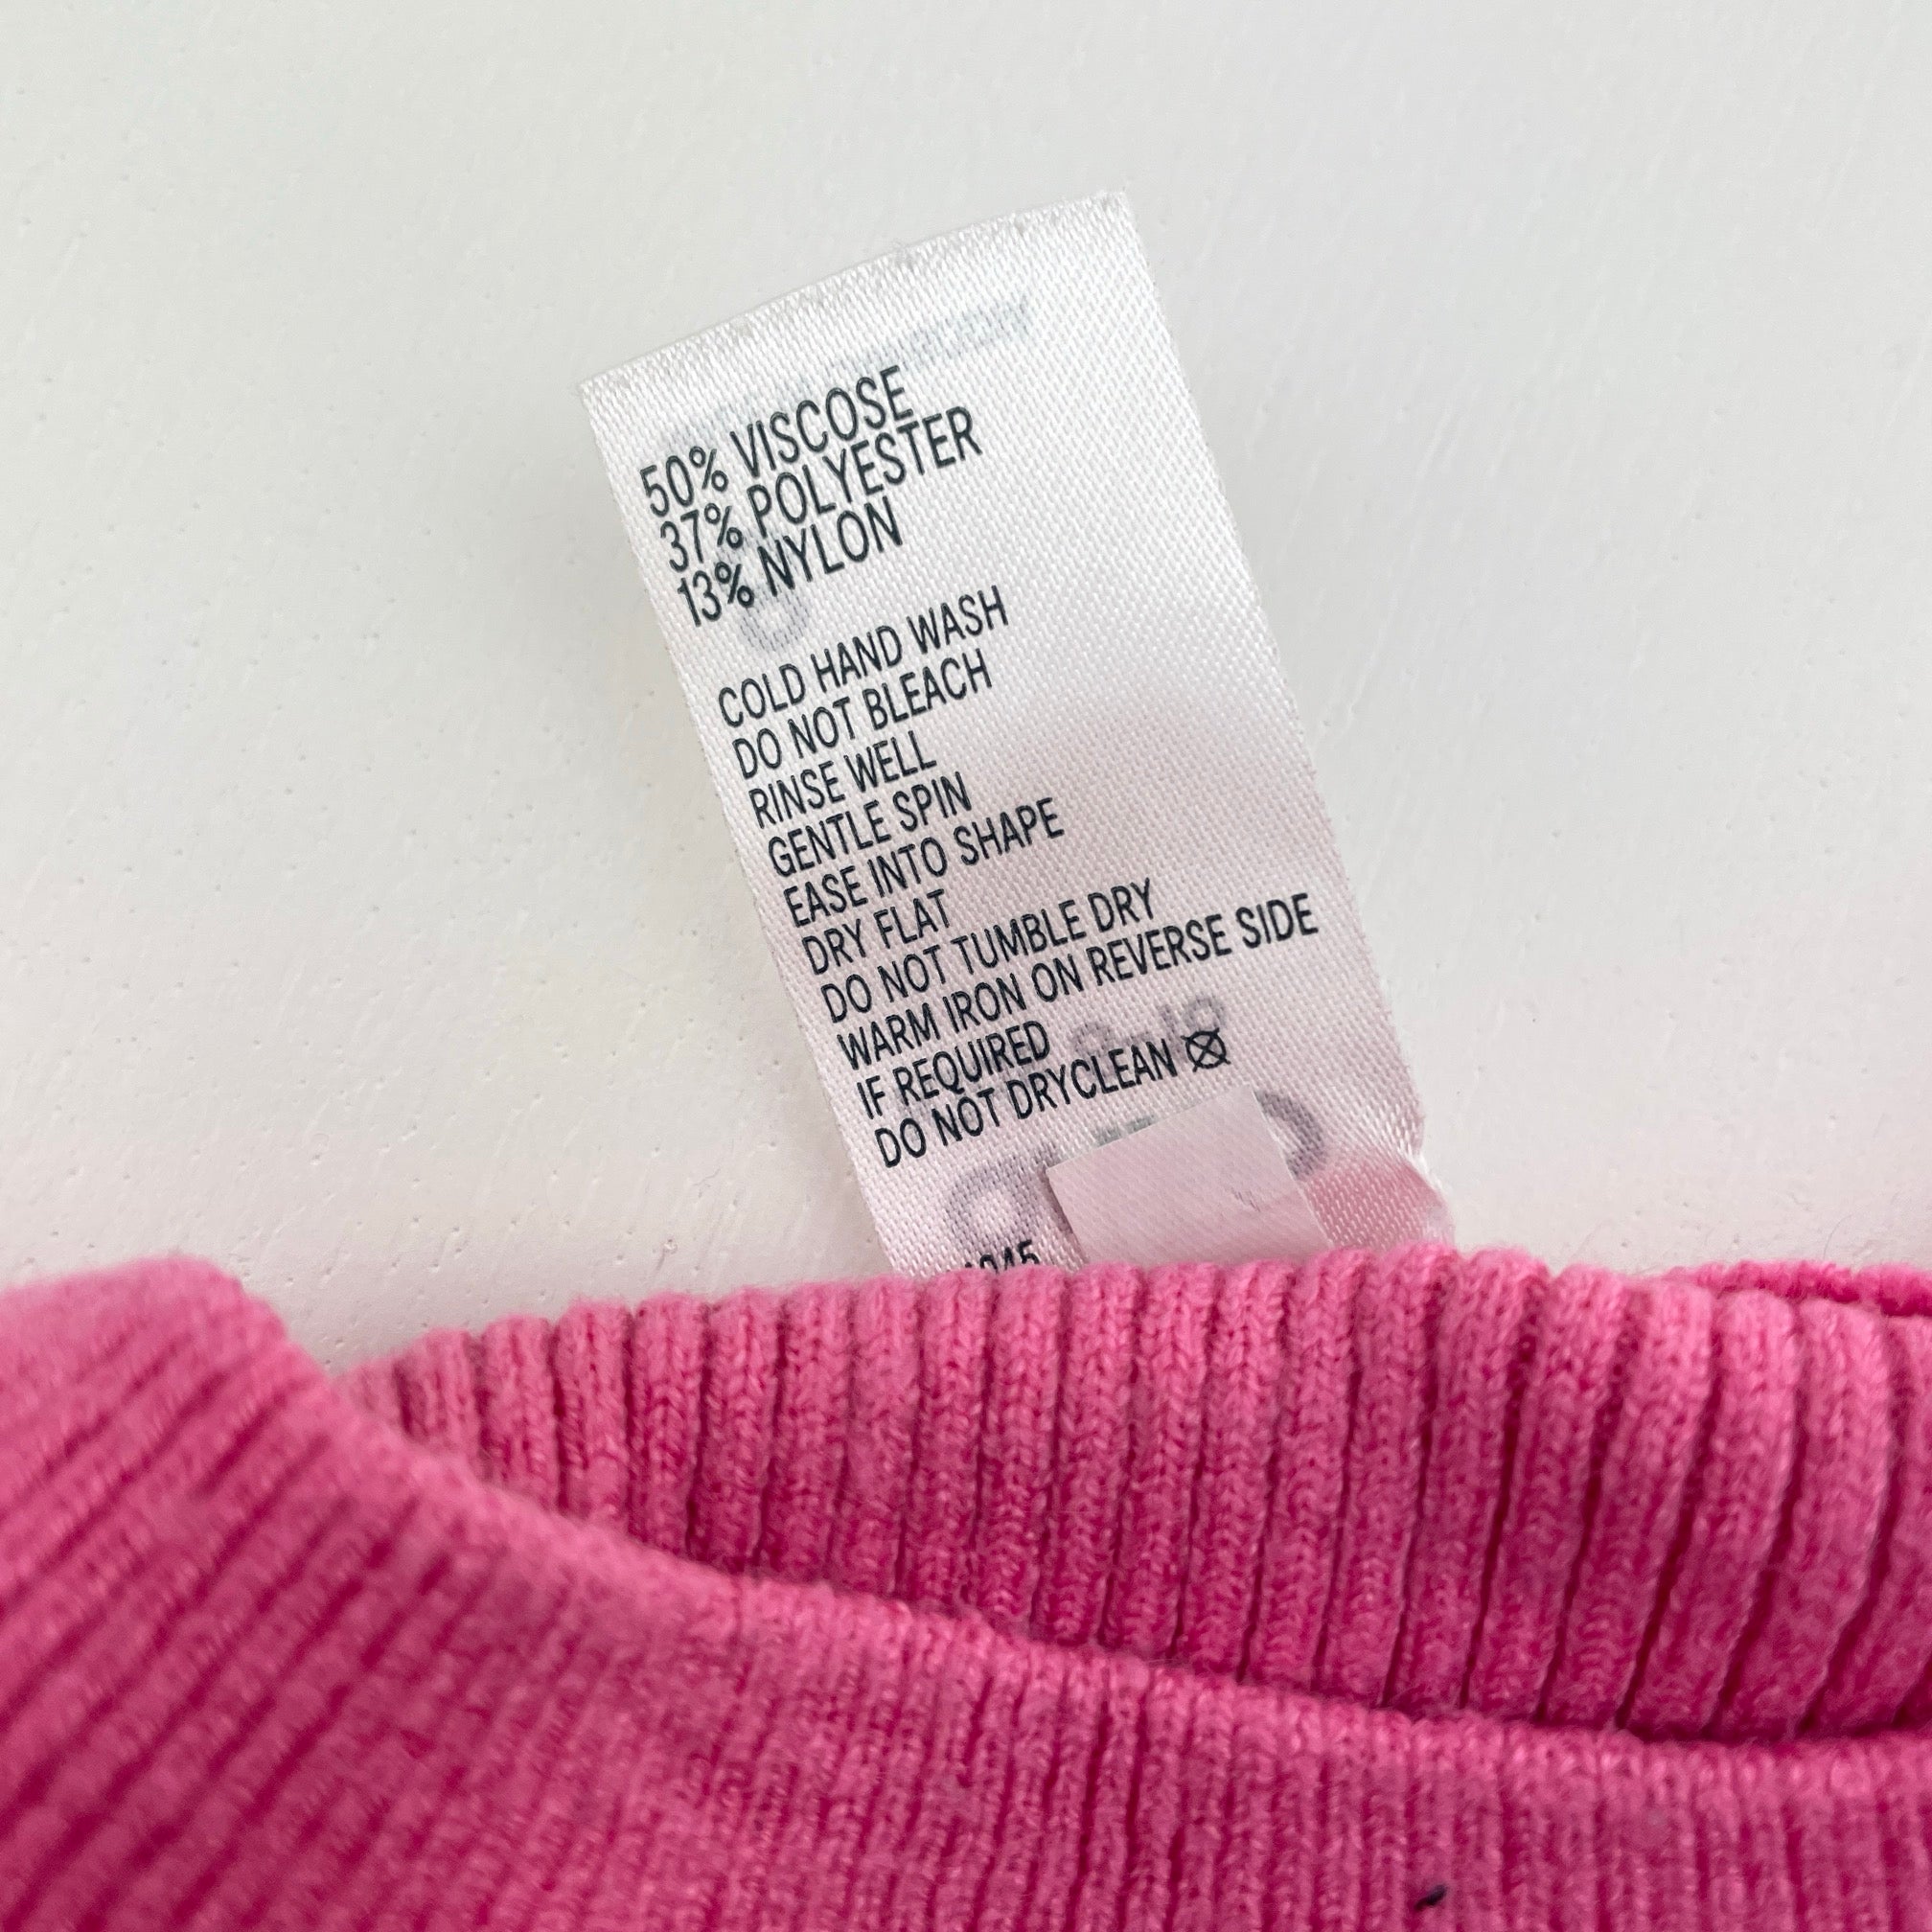 50% VISCOSE
37% POLYESTER
13% NYLON
COLD HAND WASH
DO NOT BLEACH
RINSE WELL
GENTLE SPIN
EASE INTO SHAPE
DRY FLAT
DO NOT TUMBLE DRY
WARM IRON ON REVERSE SIDE
IF REQUIRED
DO NOT DRYCLEAN